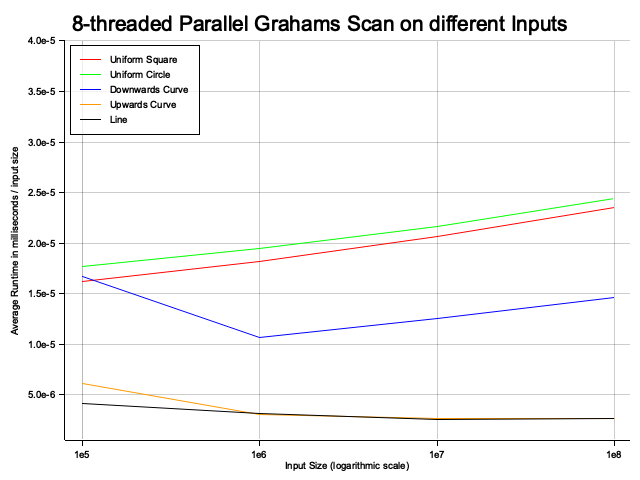 8-threaded Parallel Grahams Scan on different Inputs
4.0e-5
3.5e-5
3.0e-5
2.5e-5
2.0e-5
1.5e-5
1.0e-5
5.0e-6
Average Runtime in milliseconds / input size
Uniform Square
Uniform Circle
Downwards Curve
Upwards Curve
Line
1e5 1e6 1e7 1e8
Input Size (logarithmic scale)